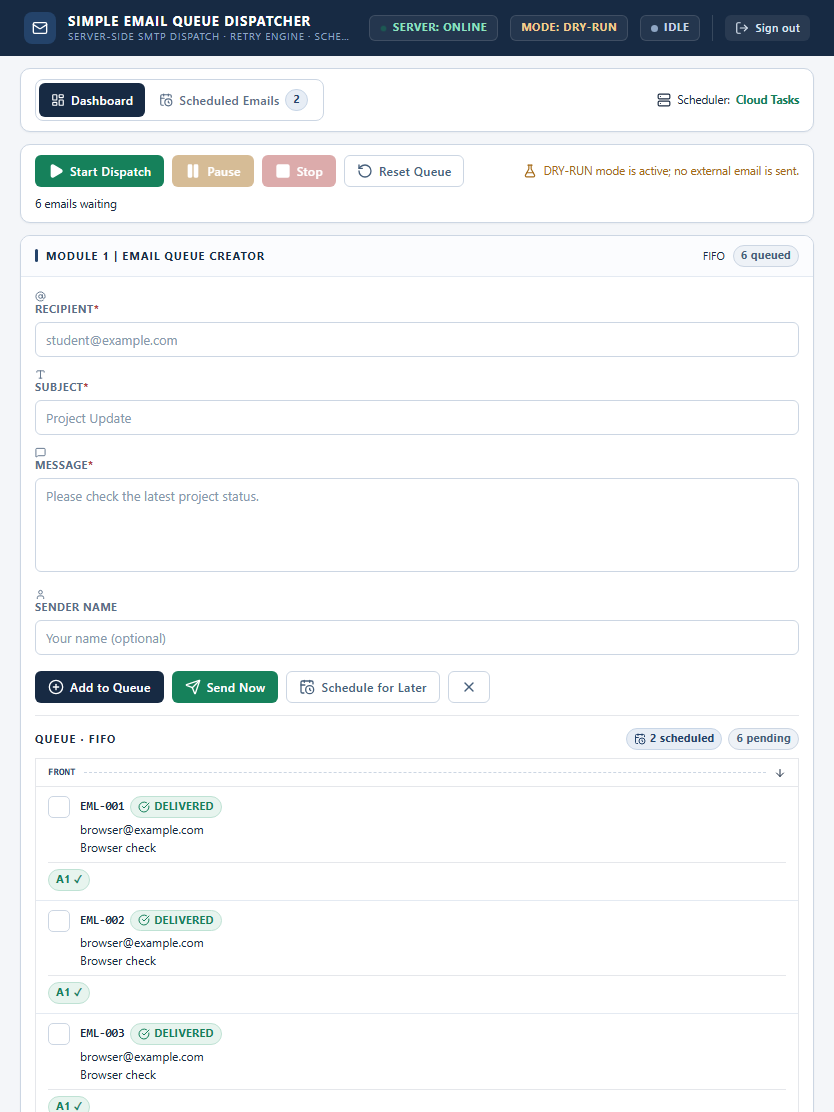 SIMPLE EMAIL QUEUE DISPATCHER
SERVER-SIDE SMTP DISPATCH · RETRY ENGINE · SCHE...
SERVER: ONLINE
MODE: DRY-RUN
IDLE
Sign out
Dashboard
Scheduled Emails 2
Scheduler: Cloud Tasks
Start Dispatch
Pause
Stop
Reset Queue
DRY-RUN mode is active; no external email is sent.
6 emails waiting
MODULE 1 | EMAIL QUEUE CREATOR
FIFO 6 queued
RECIPIENT*
student@example.com
SUBJECT*
Project Update
MESSAGE*
Please check the latest project status.
SENDER NAME
Your name (optional)
Add to Queue
Send Now
Schedule for Later
QUEUE · FIFO
2 scheduled
6 pending
FRONT
EML-001 DELIVERED
browser@example.com
Browser check
A1 ✓
EML-002 DELIVERED
browser@example.com
Browser check
A1 ✓
EML-003 DELIVERED
browser@example.com
Browser check
A1 ✓